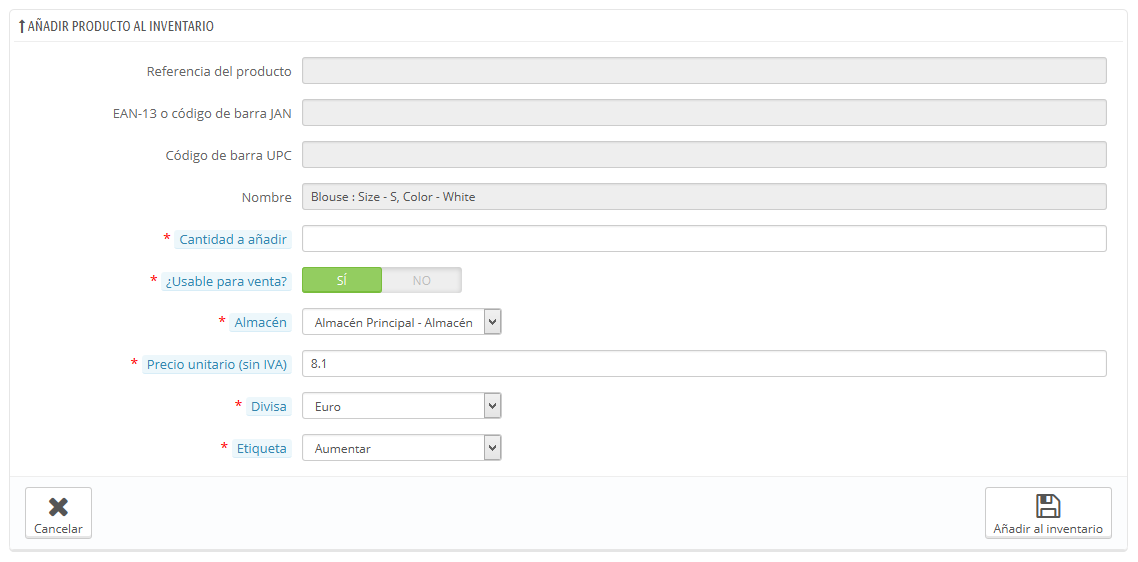 AÑADIR PRODUCTO AL INVENTARIO
Referencia del producto
EAN-13 o código de barra JAN
Código de barra UPC
Nombre Blouse : Size - S, Color - White
* Cantidad a añadir
* ¿Usable para venta? SÍ NO
* Almacén Almacén Principal - Almacén
* Precio unitario (sin IVA) 8.1
* Divisa Euro
* Etiqueta Aumentar
Cancelar Añadir al inventario